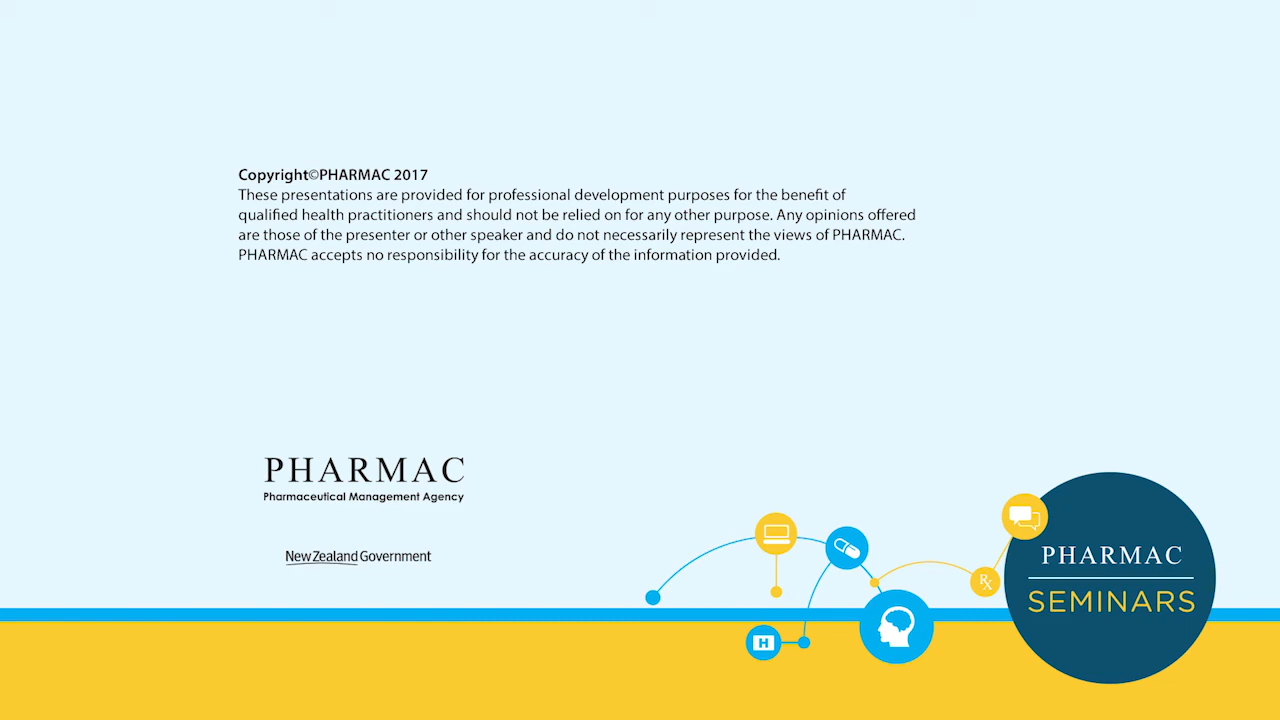 Copyright©PHARMAC 2017
These presentations are provided for professional development purposes for the benefit of
qualified health practitioners and should not be relied on for any other purpose. Any opinions offered
are those of the presenter or other speaker and do not necessarily represent the views of PHARMAC.
PHARMAC accepts no responsibility for the accuracy of the information provided.
PHARMAC
Pharmaceutical Management Agency
New Zealand Government
H
Rx
PHARMAC
SEMINARS